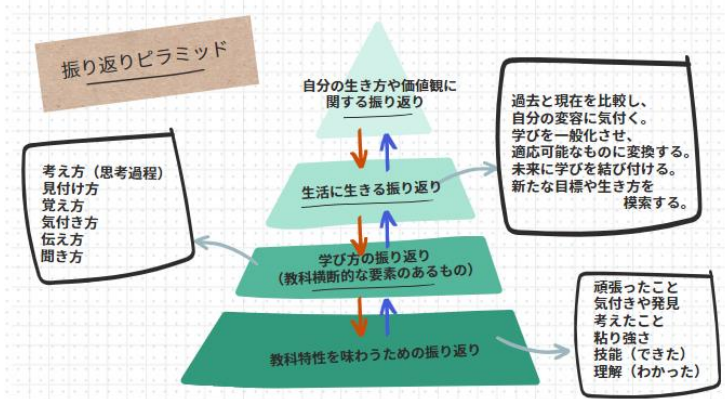 振り返りピラミッド
自分の生き方や価値観に
関する振り返り
過去と現在を比較し、
自分の変容に気付く。
学びを一般化させ、
適応可能なものに変換する。
未来に学びを結び付ける。
新たな目標や生き方を
模索する。
生活に生きる振り返り
考え方（思考過程）
見付け方
覚え方
気付き方
伝え方
聞き方
学び方の振り返り
（教科横断的な要素のあるもの）
教科特性を味わうための振り返り
頑張ったこと
気付きや発見
考えたこと
粘り強さ
技能（できた）
理解（わかった）